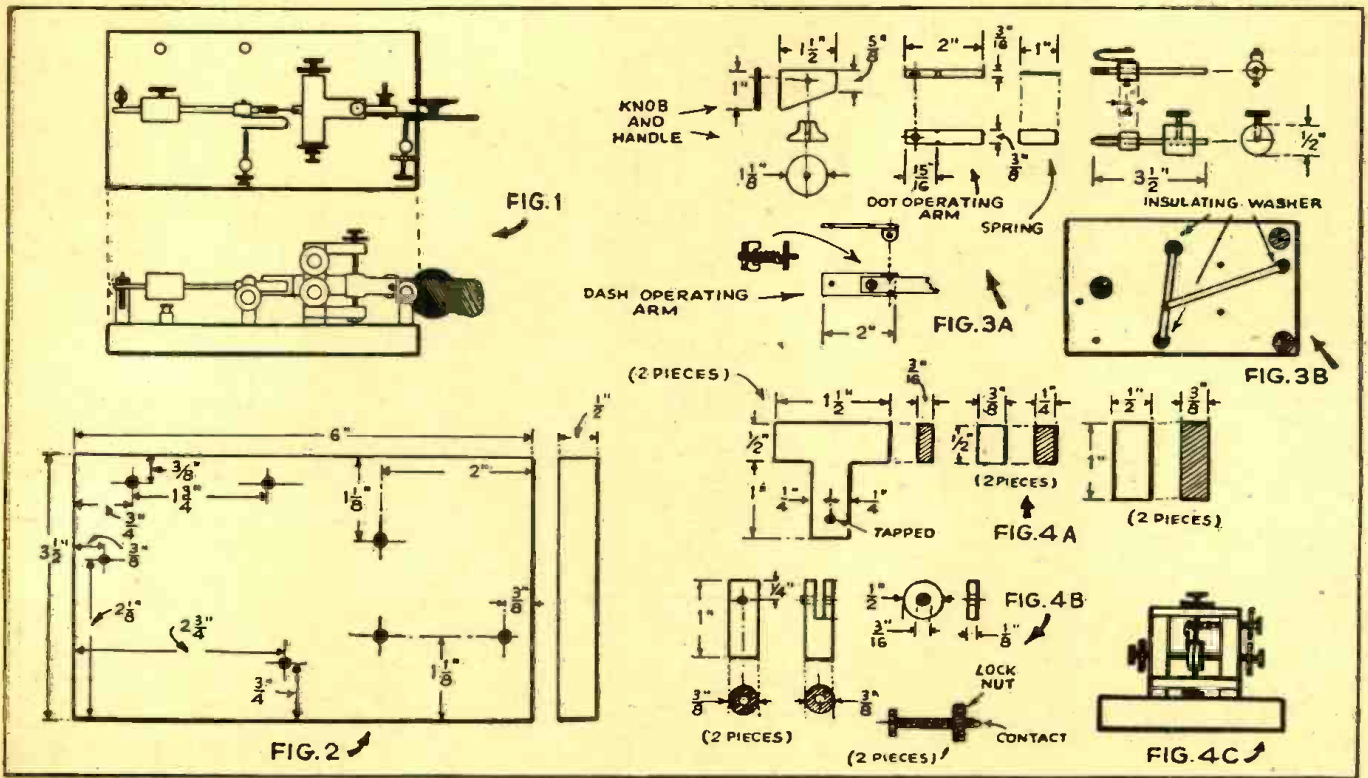 FIG.1
KNOB
AND
HANDLE
1"
1 1/2"
5/8"
1 1/8"
2"
3/16"
1"
15/16"
3/8"
DOT OPERATING
ARM
SPRING
1/4"
1/2"
3 1/2"
INSULATING WASHER
DASH OPERATING
ARM
2"
FIG.3A
FIG.3B
6"
1/2"
3/8"
1 3/4"
3/4"
3/8"
3 1/2"
2 1/8"
2 3/4"
3/4"
1 1/8"
2"
3/8"
1 1/8"
FIG.2
(2 PIECES)
1 1/2"
3/16"
3/8"
1/4"
1/2"
3/8"
1/2"
1"
1/4"
1/4"
TAPPED
1/2"
(2 PIECES)
FIG.4A
1"
(2 PIECES)
1"
1/4"
3/8"
3/8"
(2 PIECES)
1/2"
3/16"
1/8"
FIG.4B
LOCK
NUT
CONTACT
(2 PIECES)
FIG.4C